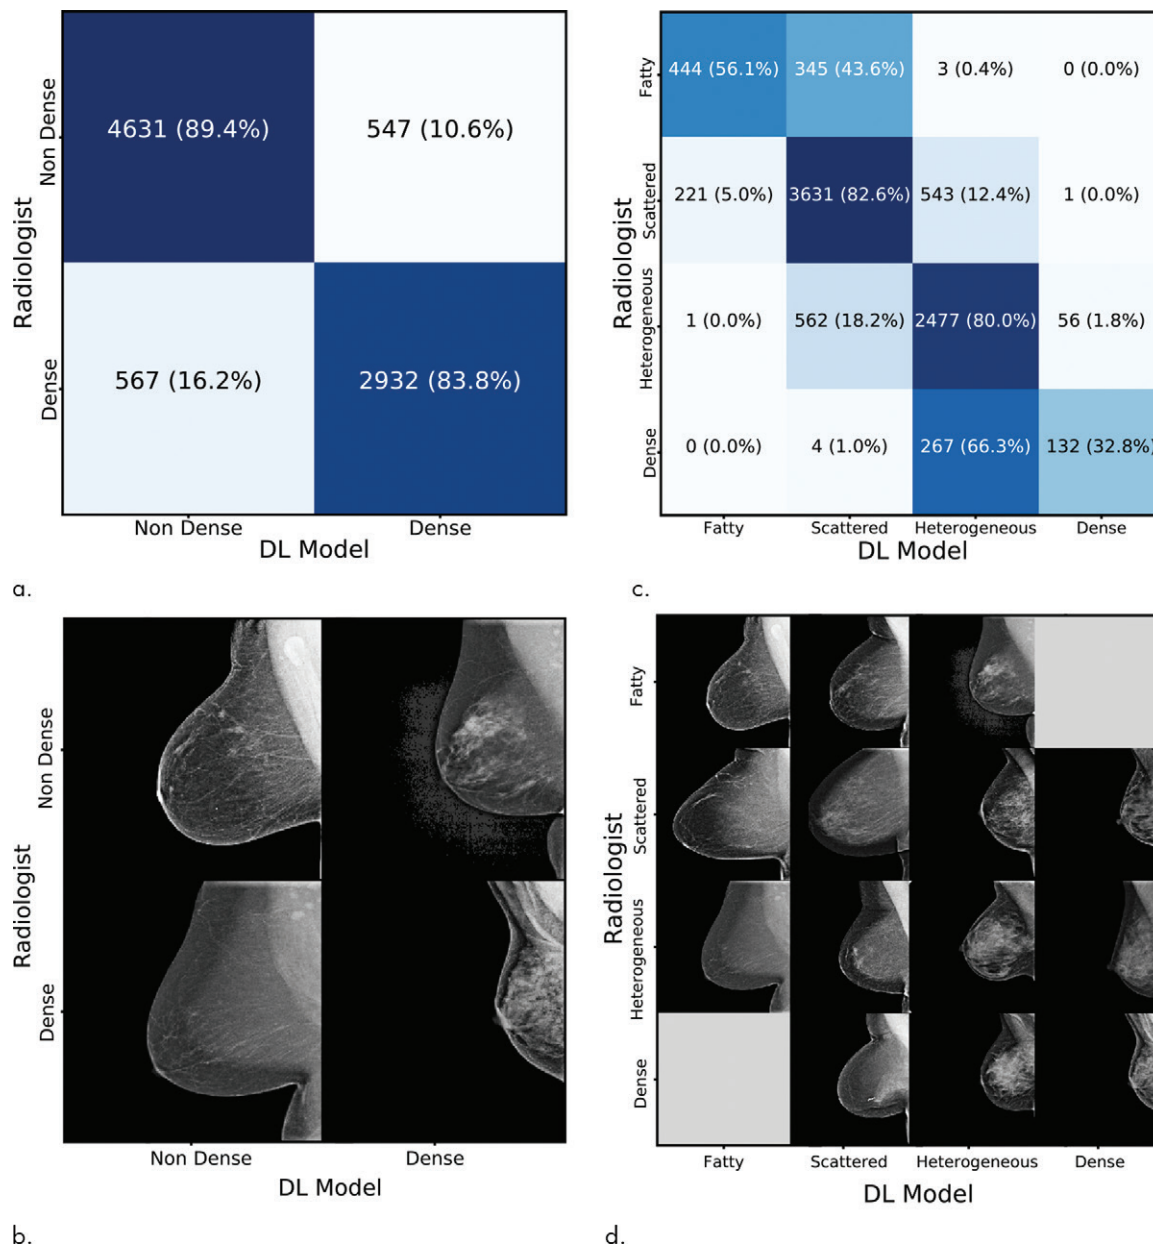 Radiologist
Non Dense
Dense
4631 (89.4%) 547 (10.6%)
567 (16.2%) 2932 (83.8%)
Non Dense Dense
DL Model
a.
Radiologist
Fatty
Scattered
Heterogeneous
Dense
444 (56.1%) 345 (43.6%) 3 (0.4%) 0 (0.0%)
221 (5.0%) 3631 (82.6%) 543 (12.4%) 1 (0.0%)
1 (0.0%) 562 (18.2%) 2477 (80.0%) 56 (1.8%)
0 (0.0%) 4 (1.0%) 267 (66.3%) 132 (32.8%)
Fatty Scattered Heterogeneous Dense
DL Model
c.
Radiologist
Non Dense
Dense
Non Dense Dense
DL Model
b.
Radiologist
Fatty
Scattered
Heterogeneous
Dense
Fatty Scattered Heterogeneous Dense
DL Model
d.